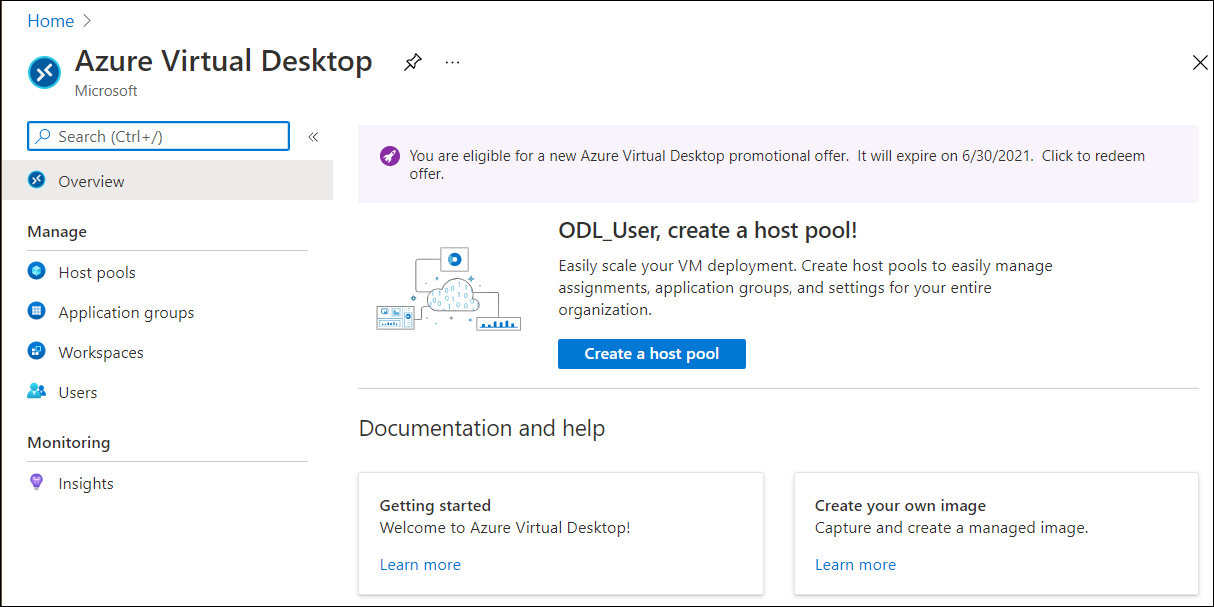 Home
Azure Virtual Desktop
Microsoft
Search (Ctrl+/)
Overview
Manage
Host pools
Application groups
Workspaces
Users
Monitoring
Insights
You are eligible for a new Azure Virtual Desktop promotional offer. It will expire on 6/30/2021. Click to redeem
offer.
ODL_User, create a host pool!
Easily scale your VM deployment. Create host pools to easily manage
assignments, application groups, and settings for your entire
organization.
Create a host pool
Documentation and help
Getting started
Welcome to Azure Virtual Desktop!
Learn more
Create your own image
Capture and create a managed image.
Learn more